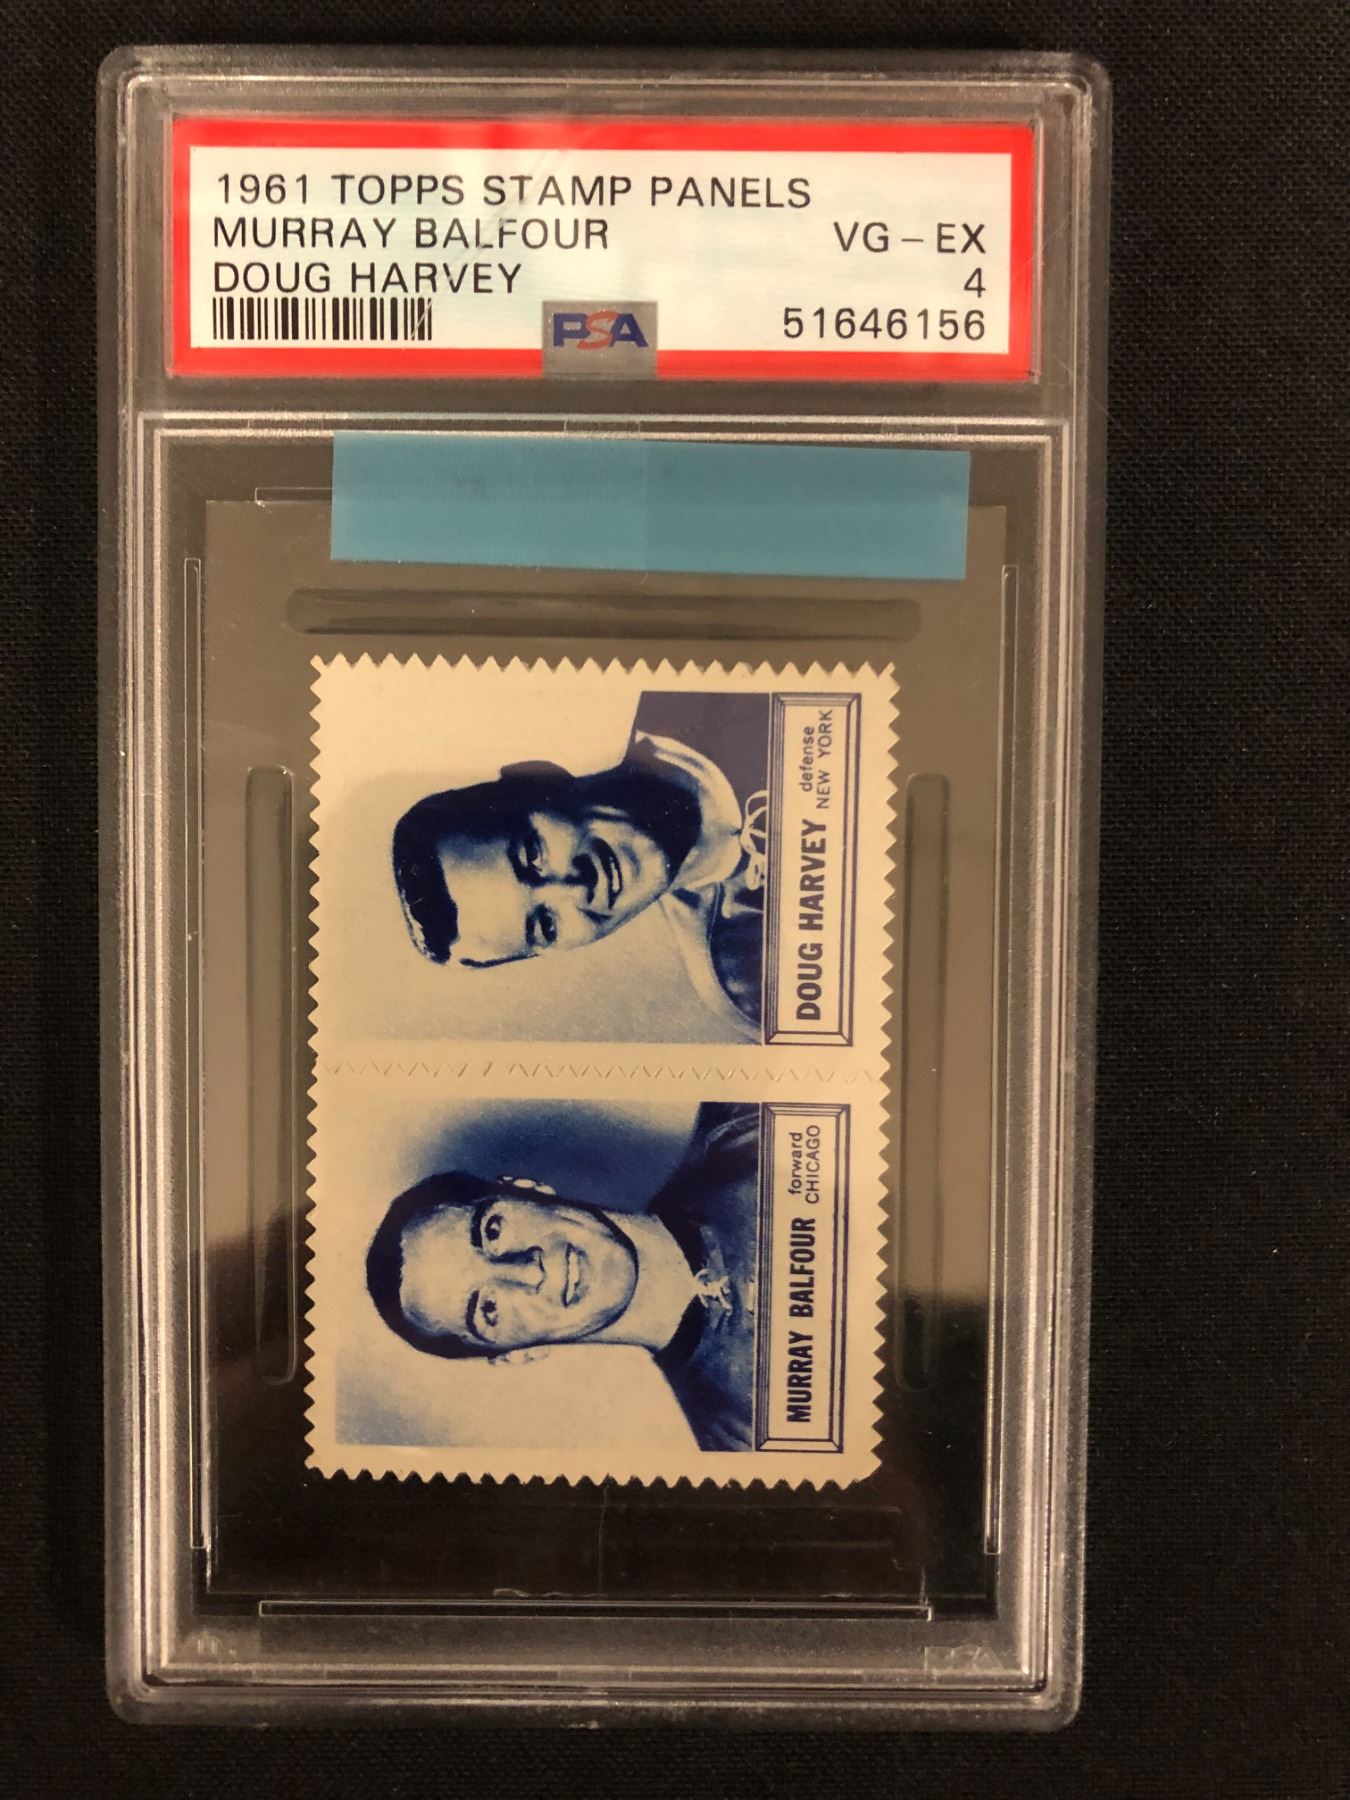 1961 TOPPS STAMP PANELS
MURRAY BALFOUR VG - EX
DOUG HARVEY 4
PSA 51646156
DOUG HARVEY defense
NEW YORK
MURRAY BALFOUR forward
CHICAGO
PSA